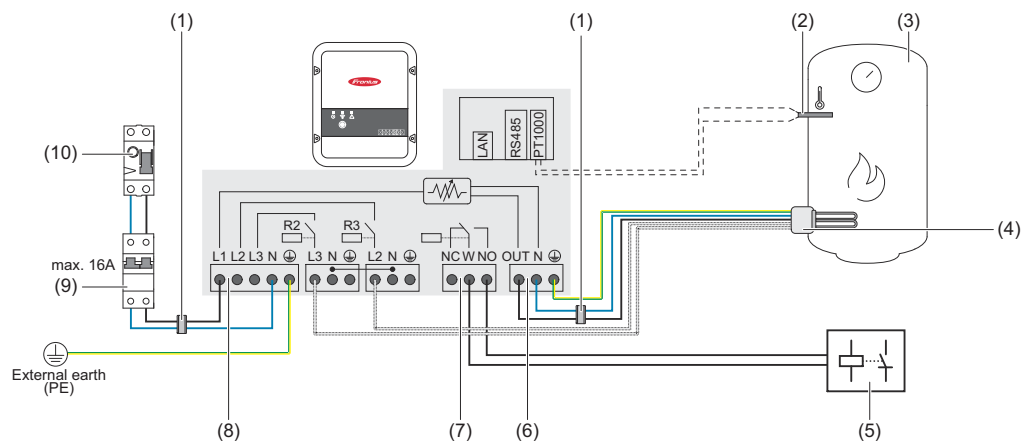 (1)
(1)
(2)
(3)
Fronius
LAN
RS485
PT1000
(10)
R2
R3
(4)
L1 L2 L3 N
L3 N
L2 N
NC W NO
OUT N
max. 16A
(9)
External earth
(PE)
(8)
(7)
(6)
(5)